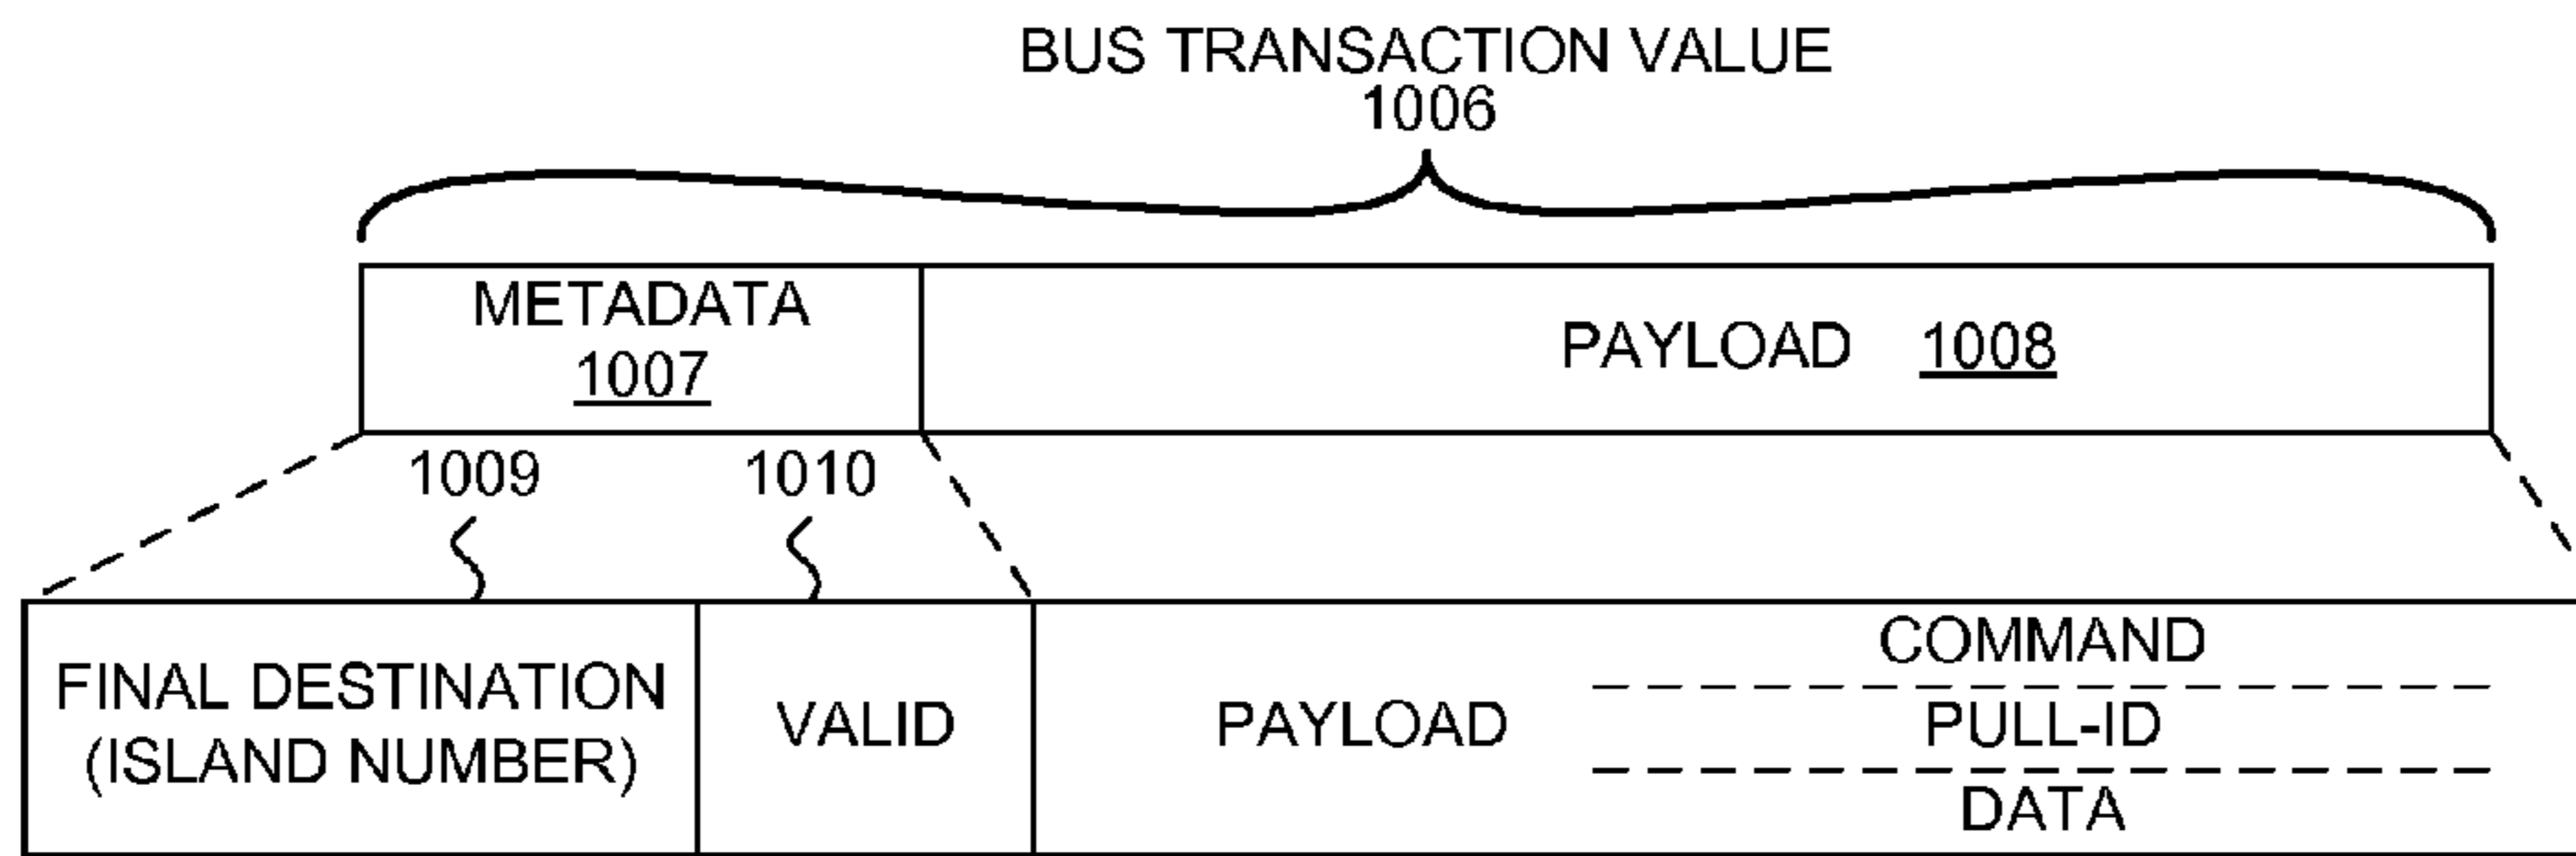 BUS TRANSACTION VALUE
1006
METADATA
1007
PAYLOAD 1008
1009 1010
FINAL DESTINATION
(ISLAND NUMBER)
VALID
PAYLOAD
COMMAND
PULL-ID
DATA